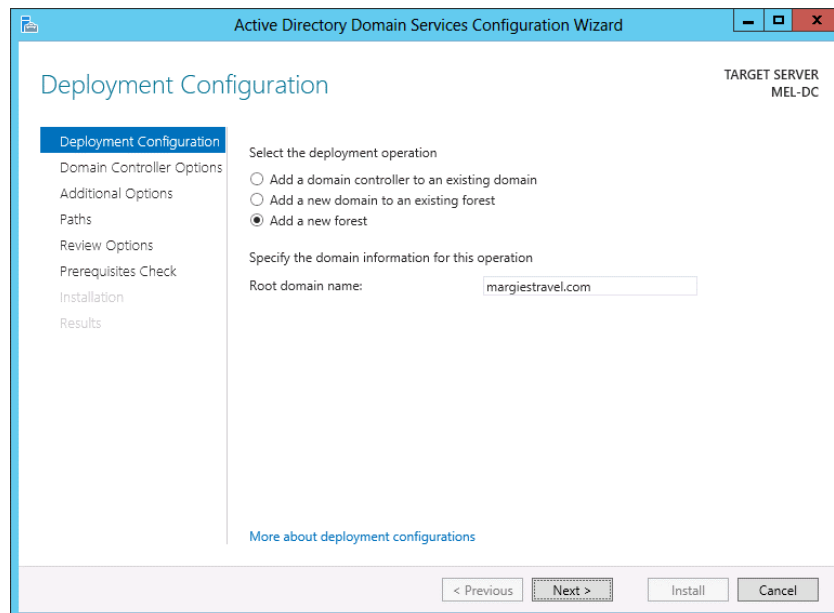 Active Directory Domain Services Configuration Wizard
Deployment Configuration
TARGET SERVER
MEL-DC
Deployment Configuration
Domain Controller Options
Additional Options
Paths
Review Options
Prerequisites Check
Installation
Results
Select the deployment operation
Add a domain controller to an existing domain
Add a new domain to an existing forest
Add a new forest
Specify the domain information for this operation
Root domain name: margiestravel.com
More about deployment configurations
< Previous Next > Install Cancel